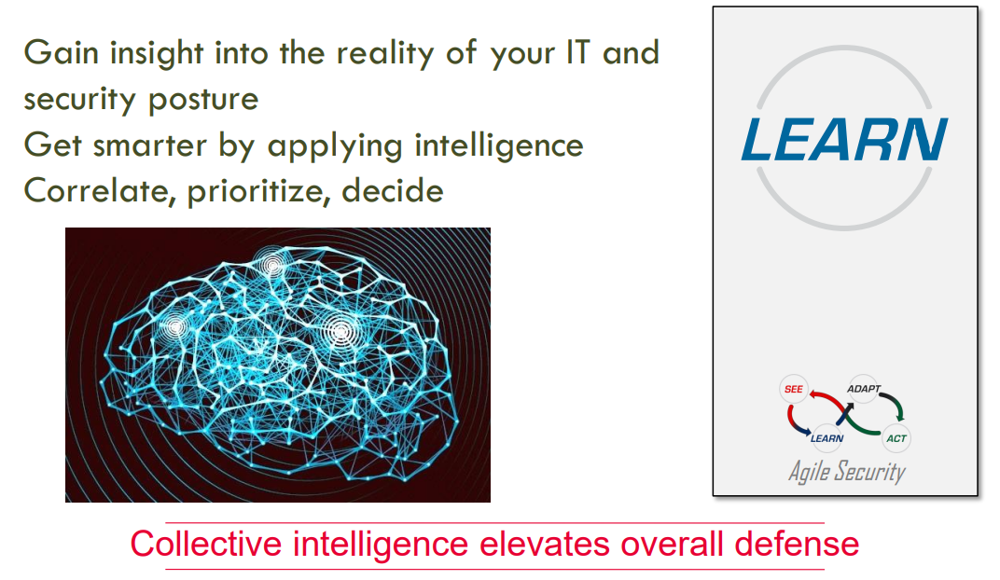 Gain insight into the reality of your IT and
security posture
Get smarter by applying intelligence
Correlate, prioritize, decide
LEARN
SEE
ADAPT
LEARN
ACT
Agile Security
Collective intelligence elevates overall defense